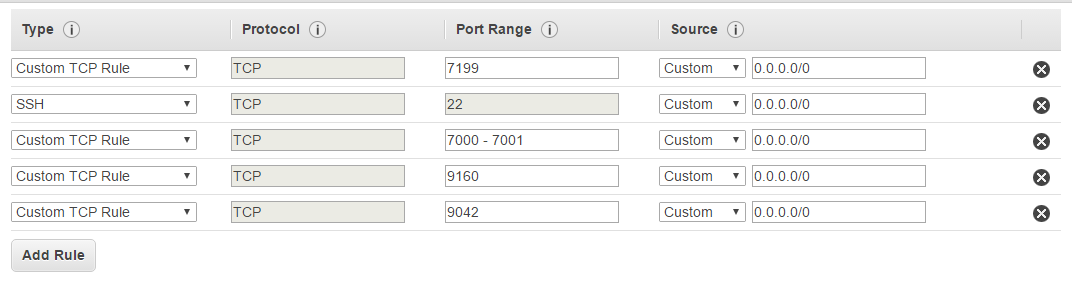 Type i Protocol i Port Range i Source i
Custom TCP Rule TCP 7199 Custom 0.0.0.0/0
SSH TCP 22 Custom 0.0.0.0/0
Custom TCP Rule TCP 7000 - 7001 Custom 0.0.0.0/0
Custom TCP Rule TCP 9160 Custom 0.0.0.0/0
Custom TCP Rule TCP 9042 Custom 0.0.0.0/0
Add Rule